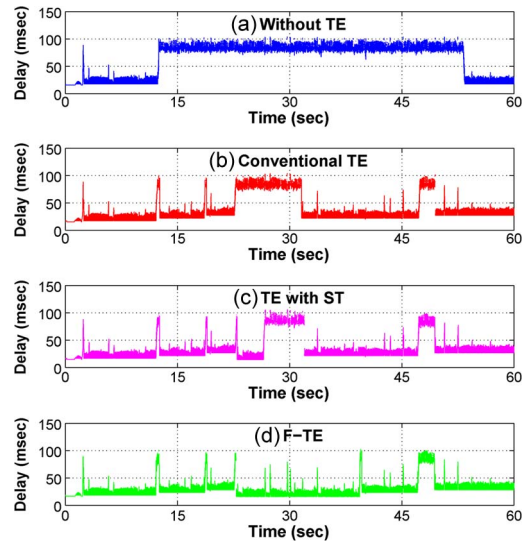 (a) Without TE
Delay (msec)
150
100
50
0
0 15 30 45 60
Time (sec)
(b) Conventional TE
Delay (msec)
150
100
50
0
0 15 30 45 60
Time (sec)
(c) TE with ST
Delay (msec)
150
100
50
0
0 15 30 45 60
Time (sec)
(d) F-TE
Delay (msec)
150
100
50
0
0 15 30 45 60
Time (sec)